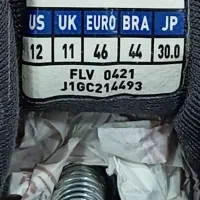 US UK EURO BRA JP
12 11 46 44 30.0
FLV 0421
J1GC214493